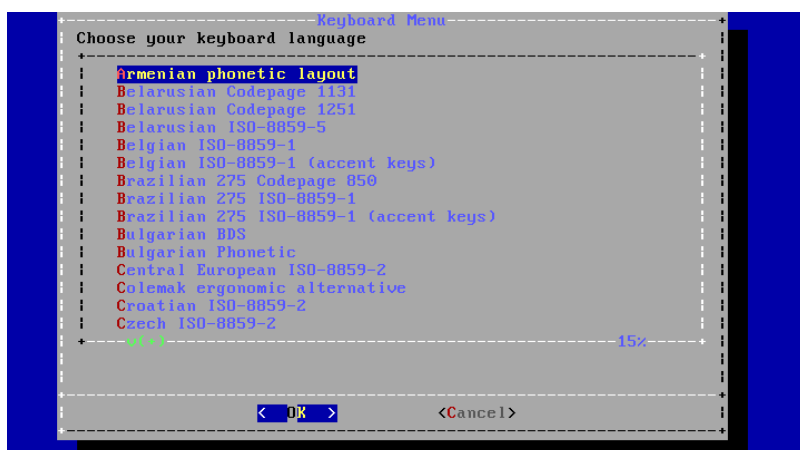 Keyboard Menu
Choose your keyboard language
Armenian phonetic layout
Belarusian Codepage 1131
Belarusian Codepage 1251
Belarusian ISO-8859-5
Belgian ISO-8859-1
Belgian ISO-8859-1 (accent keys)
Brazilian 275 Codepage 850
Brazilian 275 ISO-8859-1
Brazilian 275 ISO-8859-1 (accent keys)
Bulgarian BDS
Bulgarian Phonetic
Central European ISO-8859-2
Colemak ergonomic alternative
Croatian ISO-8859-2
Czech ISO-8859-2
v(+) 15%
< OK > <Cancel>